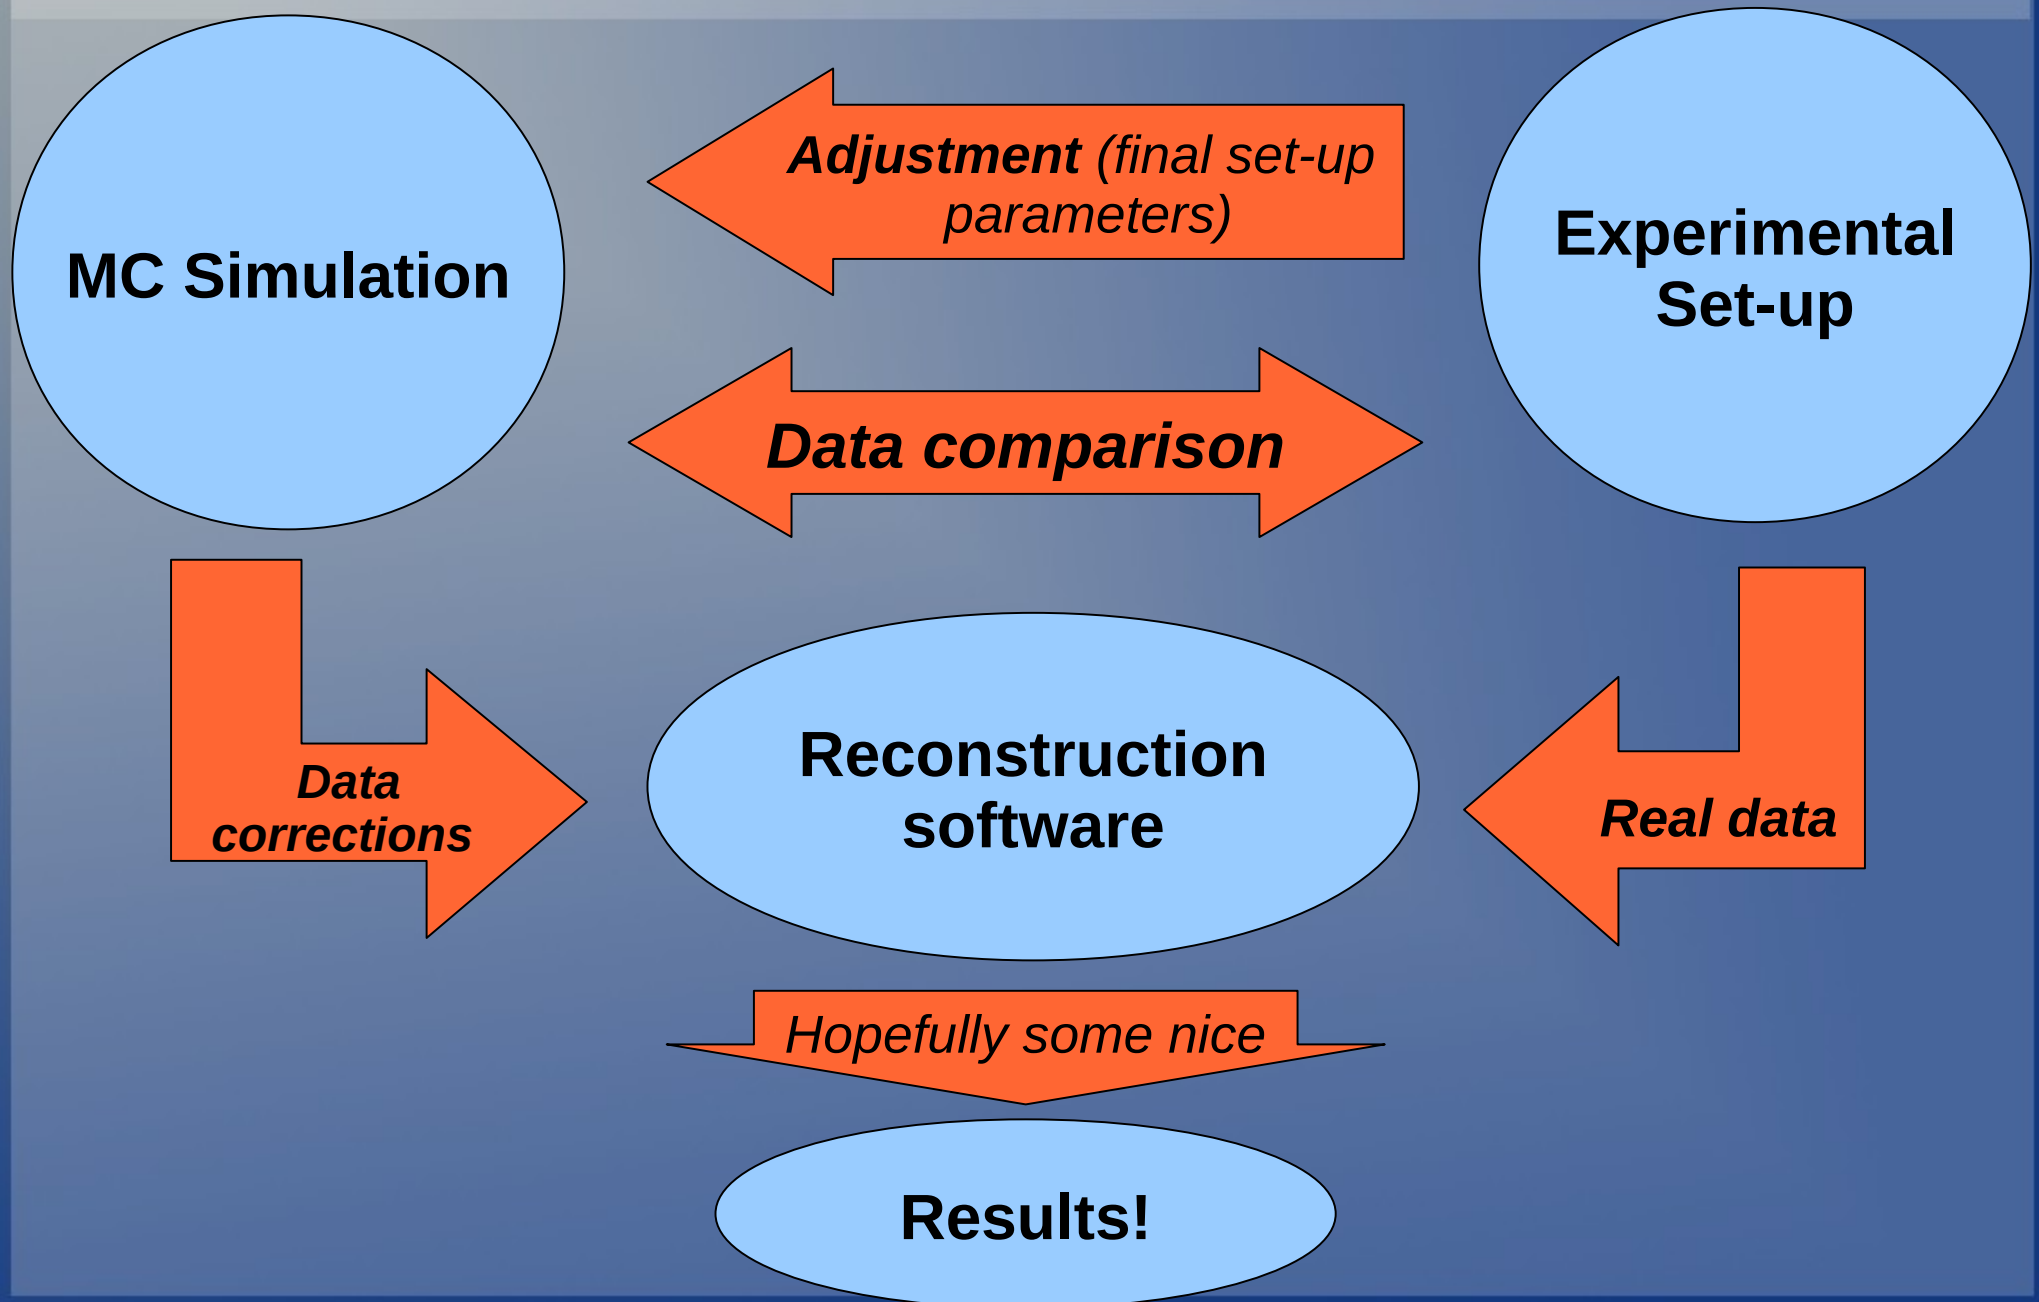 MC Simulation
Adjustment (final set-up
parameters)
Experimental
Set-up
Data comparison
Data
corrections
Reconstruction
software
Real data
Hopefully some nice
Results!